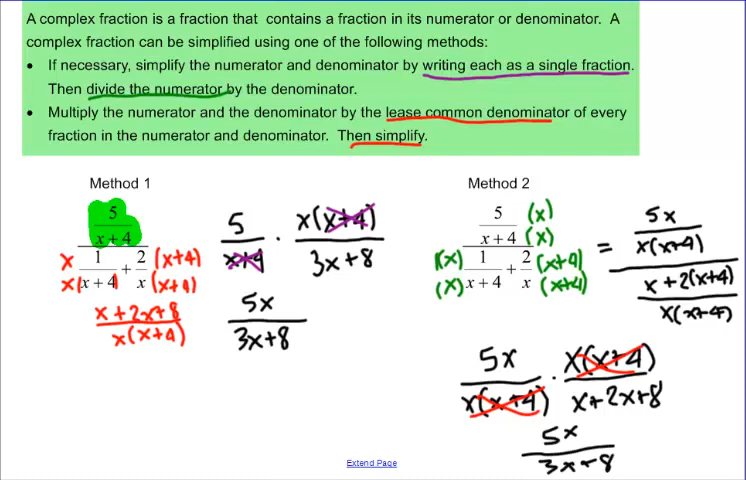 A complex fraction is a fraction that contains a fraction in its numerator or denominator. A
complex fraction can be simplified using one of the following methods:
• If necessary, simplify the numerator and denominator by writing each as a single fraction.
Then divide the numerator by the denominator.
• Multiply the numerator and the denominator by the lease common denominator of every
fraction in the numerator and denominator. Then simplify.
Method 1
5
x + 4
x 1 + 2 (x+4)
x x + 4 x (x+4)
x + 2x + 8
x(x+4)
5 · x(x+4)
x+4 3x+8
5x
3x+8
Method 2
5 (x)
x + 4 (x)
(x) 1 + 2 (x+4)
(x) x + 4 x (x+4)
=
5x
x(x+4)
x + 2(x+4)
x(x+4)
5x · x(x+4)
x(x+4) x+2x+8
5x
3x+8
Extend Page